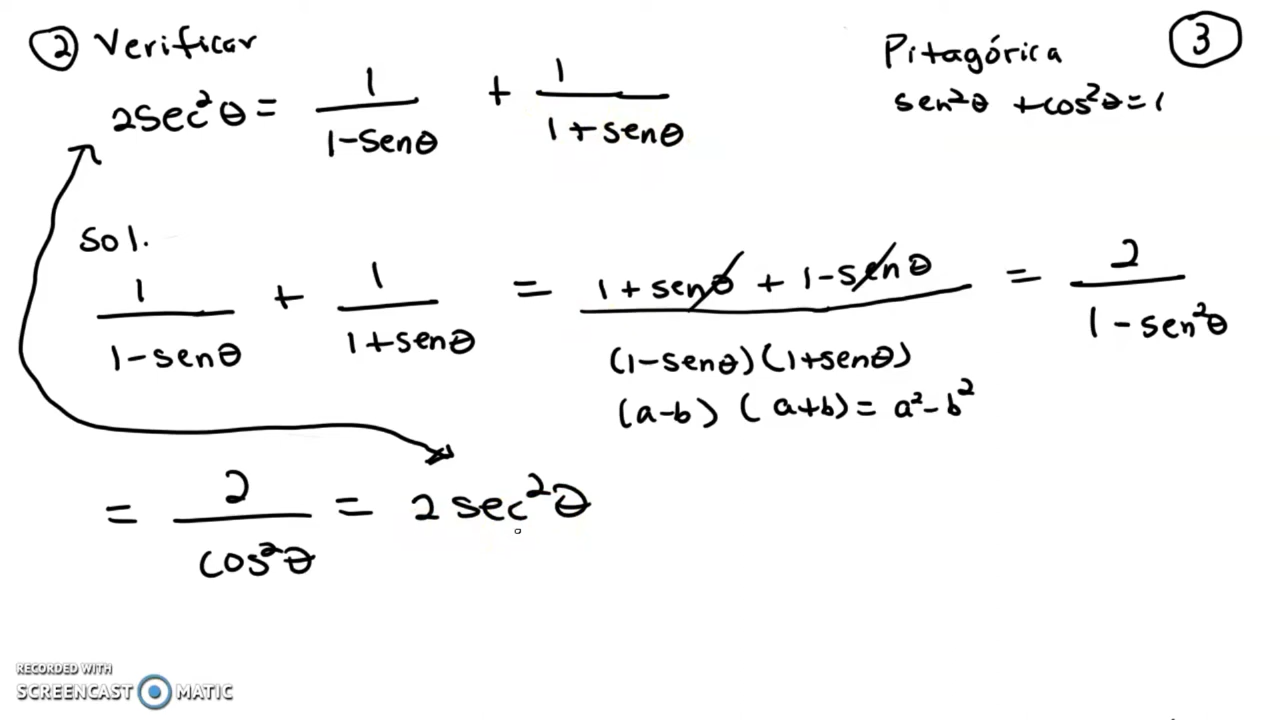 2 Verificar
2sec²θ = 1/(1-senθ) + 1/(1+senθ)
Pitagórica
sen²θ + cos²θ = 1
3
Sol.
1/(1-senθ) + 1/(1+senθ) = (1+senθ + 1-senθ)/((1-senθ)(1+senθ)) = 2/(1-sen²θ)
(a-b) (a+b) = a²-b²
= 2/cos²θ = 2sec²θ
RECORDED WITH
SCREENCAST MATIC